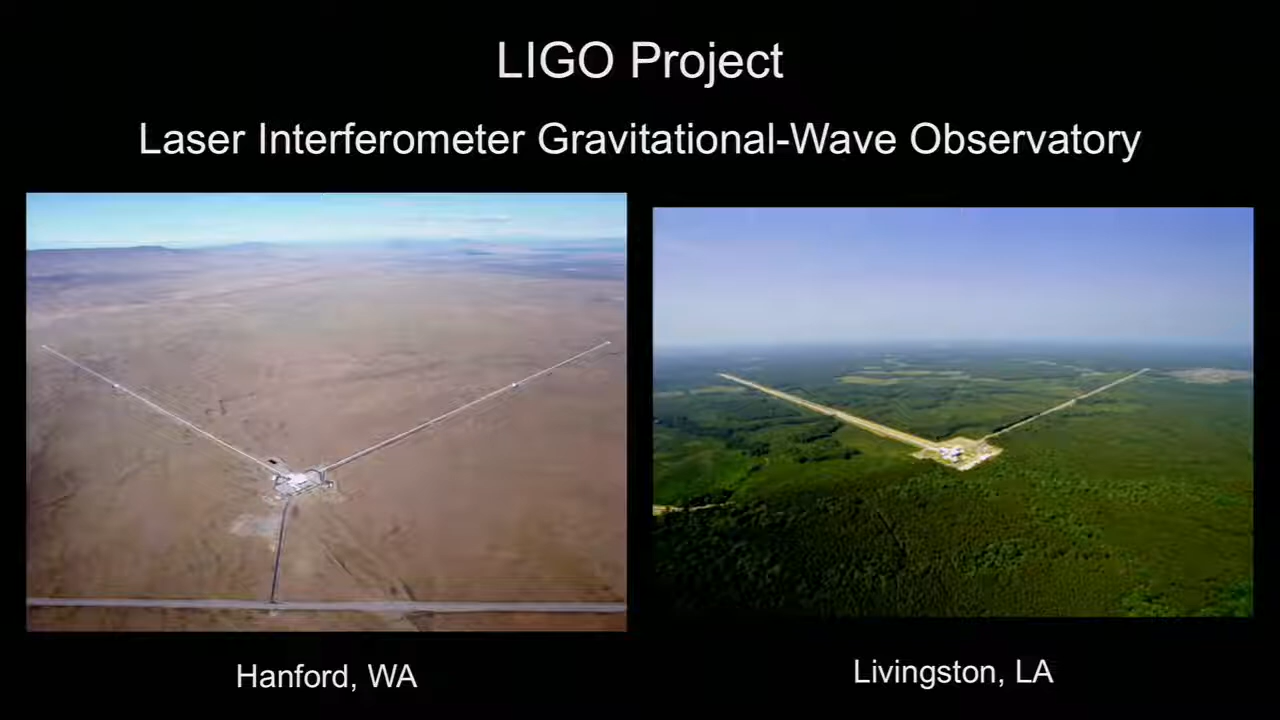 LIGO Project
Laser Interferometer Gravitational-Wave Observatory
Hanford, WA
Livingston, LA